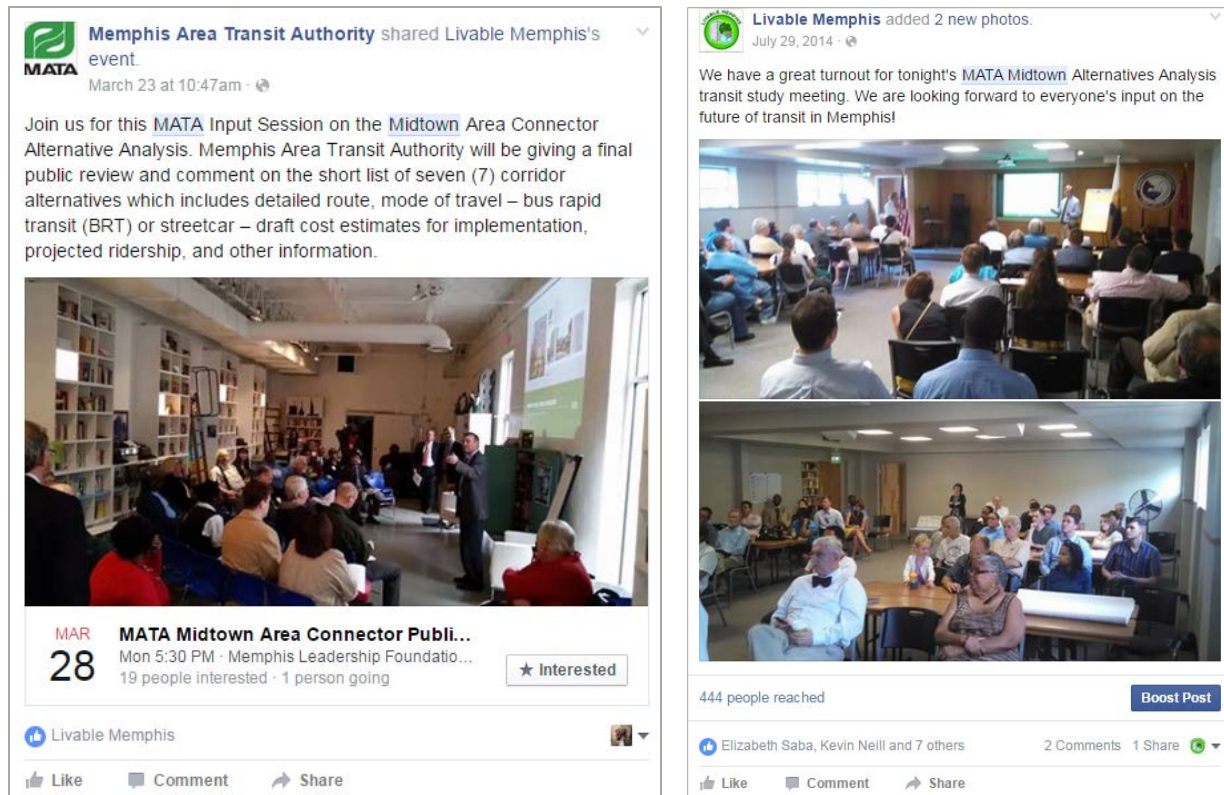 MATA
Memphis Area Transit Authority shared Livable Memphis's
event.
March 23 at 10:47am ·
Join us for this MATA Input Session on the Midtown Area Connector
Alternative Analysis. Memphis Area Transit Authority will be giving a final
public review and comment on the short list of seven (7) corridor
alternatives which includes detailed route, mode of travel – bus rapid
transit (BRT) or streetcar – draft cost estimates for implementation,
projected ridership, and other information.
MAR
28
MATA Midtown Area Connector Publi...
Mon 5:30 PM · Memphis Leadership Foundatio...
19 people interested · 1 person going
★ Interested
Livable Memphis
Like Comment Share
LIVABLE MEMPHIS
Livable Memphis added 2 new photos.
July 29, 2014 ·
We have a great turnout for tonight's MATA Midtown Alternatives Analysis
transit study meeting. We are looking forward to everyone's input on the
future of transit in Memphis!
444 people reached
Boost Post
Elizabeth Saba, Kevin Neill and 7 others
2 Comments 1 Share
Like Comment Share